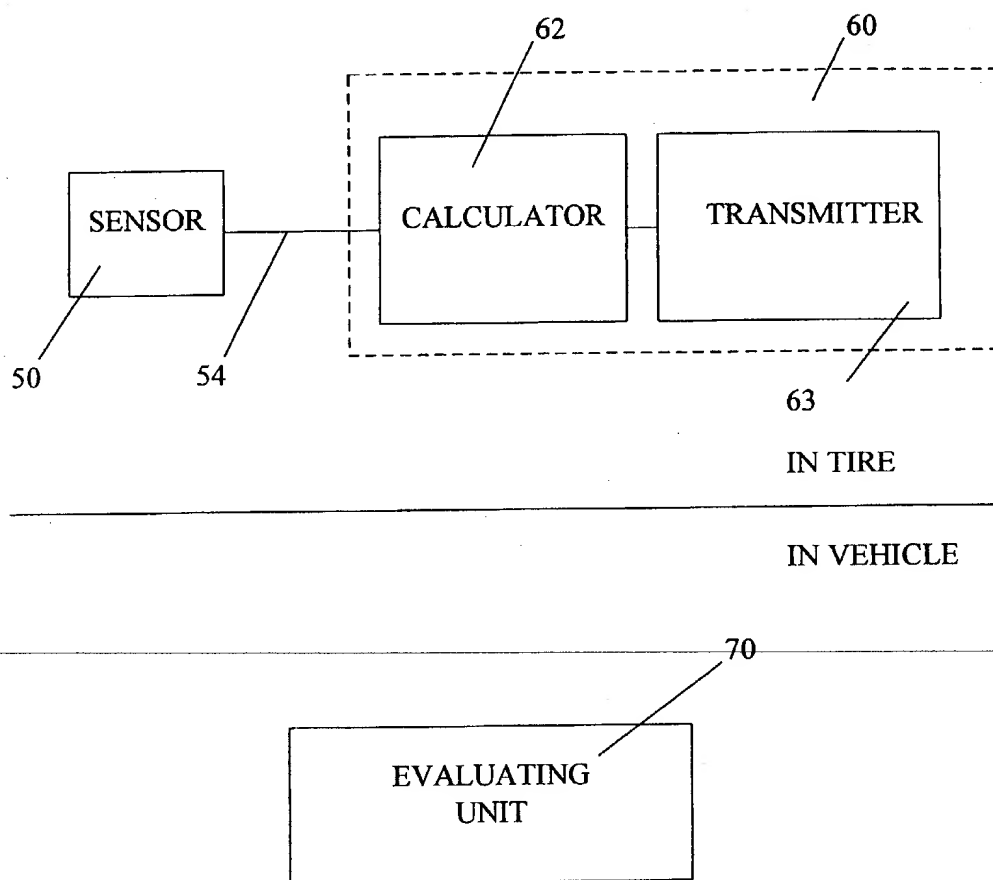 62
60
SENSOR
CALCULATOR
TRANSMITTER
50
54
63
IN TIRE
IN VEHICLE
70
EVALUATING
UNIT